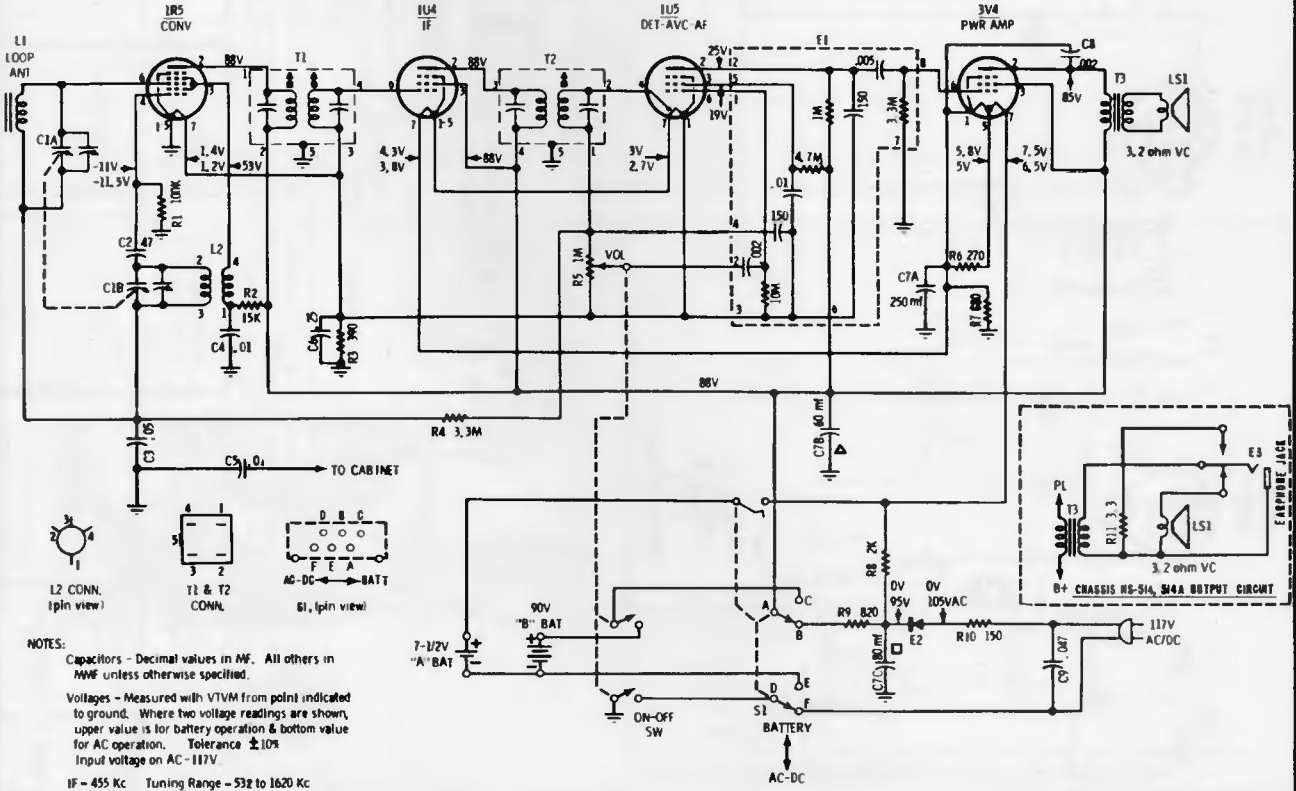 1R5
CONV
1U4
IF
1U5
DET-AVC-AF
3V4
PWR AMP
L1
LOOP
ANT
T1
T2
E1
C8
.002
T3
LS1
88V
88V
25V
.005
85V
3.2 ohm VC
C1A
-11V
-11.5V
1.4V
1.2V
53V
4.3V
3.8V
88V
3V
2.7V
19V
1M
150
3.3M
4.7M
.01
5.8V
5V
7.5V
6.5V
R1
100K
C2
47
L2
C1B
R2
15K
C4
.01
C6
.25
R3
390
R5
1M
VOL
150
.002
10M
C7A
250 mf
R6 270
R7 680
88V
R4 3.3M
C7B
60 mf
C3
.05
C5
.01
TO CABINET
L2 CONN.
(pin view)
T1 & T2
CONN.
D B C
F E A
AC-DC
BATT
S1, (pin view)
7-1/2V
"A" BAT
90V
"B" BAT
ON-OFF
SW
A
B
C
D
E
F
S1
BATTERY
AC-DC
R8 2K
R9 820
0V
95V
0V
105VAC
E2
R10 150
C7C
80 mf
C9
.047
117V
AC/DC
PL
T3
B+
R11 3.3
LS1
3.2 ohm VC
E3
EARPHONE JACK
CHASSIS HS-514, 514A OUTPUT CIRCUIT
NOTES:
Capacitors - Decimal values in MF. All others in
MMF unless otherwise specified.
Voltages - Measured with VTVM from point indicated
to ground. Where two voltage readings are shown,
upper value is for battery operation & bottom value
for AC operation. Tolerance ±10%
Input voltage on AC-117V
IF - 455 Kc Tuning Range - 532 to 1620 Kc